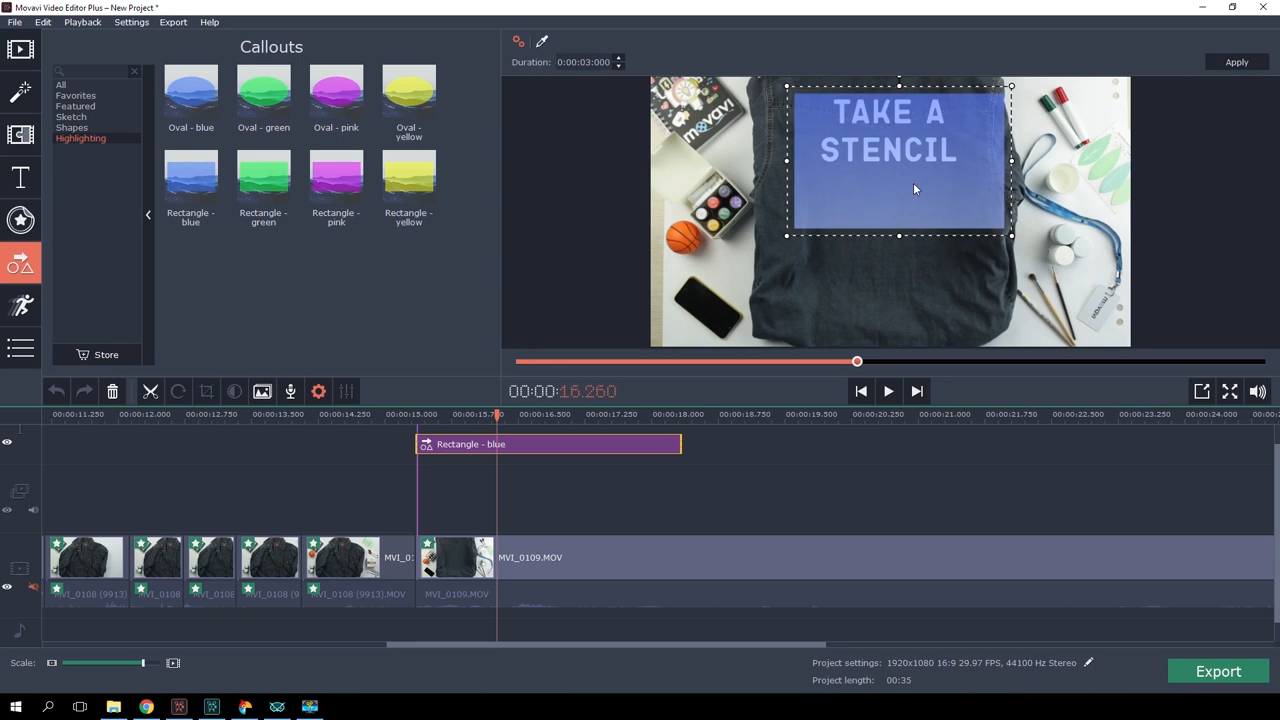 Movavi Video Editor Plus – New Project *
File Edit Playback Settings Export Help
Callouts
All
Favorites
Featured
Sketch
Shapes
Highlighting
Store
Oval - blue
Oval - green
Oval - pink
Oval -
yellow
Rectangle -
blue
Rectangle -
green
Rectangle -
pink
Rectangle -
yellow
Duration: 0:00:03:000
Apply
movavi
TAKE A
STENCIL
movavi
00:00:16.260
00:00:11.250 00:00:12.000 00:00:12.750 00:00:13.500 00:00:14.250 00:00:15.000 00:00:16.500 00:00:17.250 00:00:18.000 00:00:18.750 00:00:19.500 00:00:20.250 00:00:21.000 00:00:21.750 00:00:22.500 00:00:23.250 00:00:24.000
Rectangle - blue
MVI_01 MVI_0109.MOV
MVI_0108 (9913) MVI_0108 MVI_0108 MVI_0108 (9 MVI_0108 (9913).MOV MVI_0109.MOV
Scale:
Project settings: 1920x1080 16:9 29.97 FPS, 44100 Hz Stereo
Project length: 00:35
Export